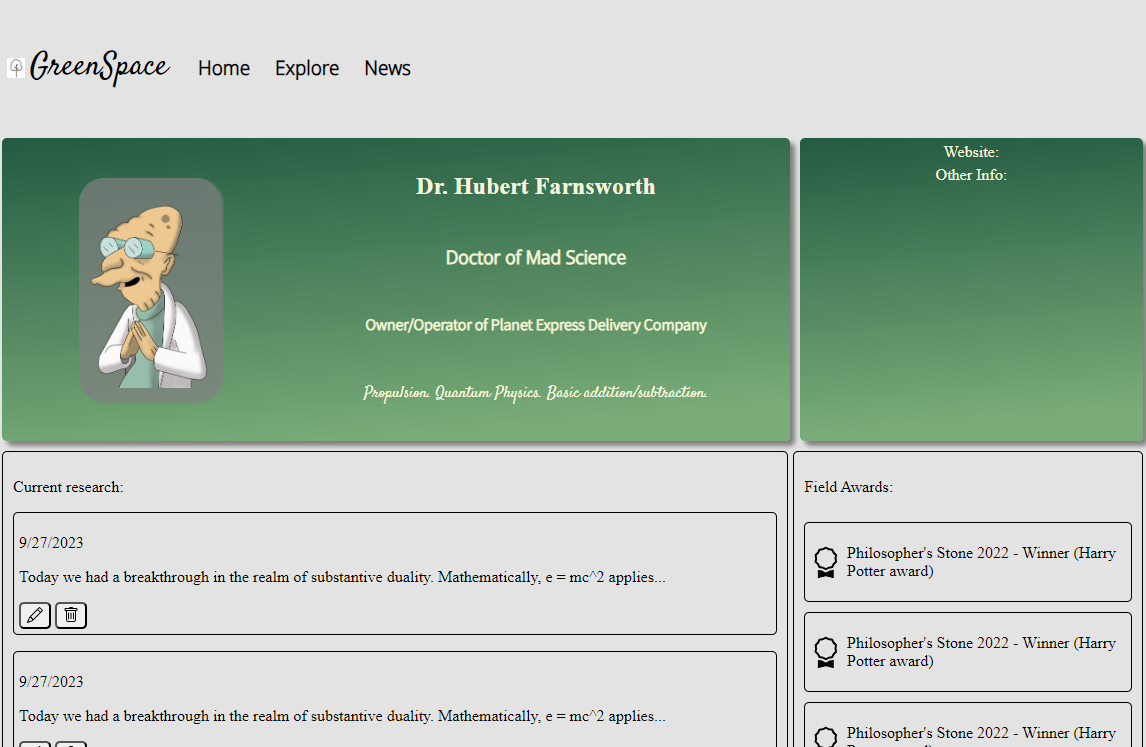 GreenSpace Home Explore News
Dr. Hubert Farnsworth
Doctor of Mad Science
Owner/Operator of Planet Express Delivery Company
Propulsion. Quantum Physics. Basic addition/subtraction.
Website:
Other Info:
Current research:
9/27/2023
Today we had a breakthrough in the realm of substantive duality. Mathematically, e = mc^2 applies...
9/27/2023
Today we had a breakthrough in the realm of substantive duality. Mathematically, e = mc^2 applies...
Field Awards:
Philosopher's Stone 2022 - Winner (Harry
Potter award)
Philosopher's Stone 2022 - Winner (Harry
Potter award)
Philosopher's Stone 2022 - Winner (Harry